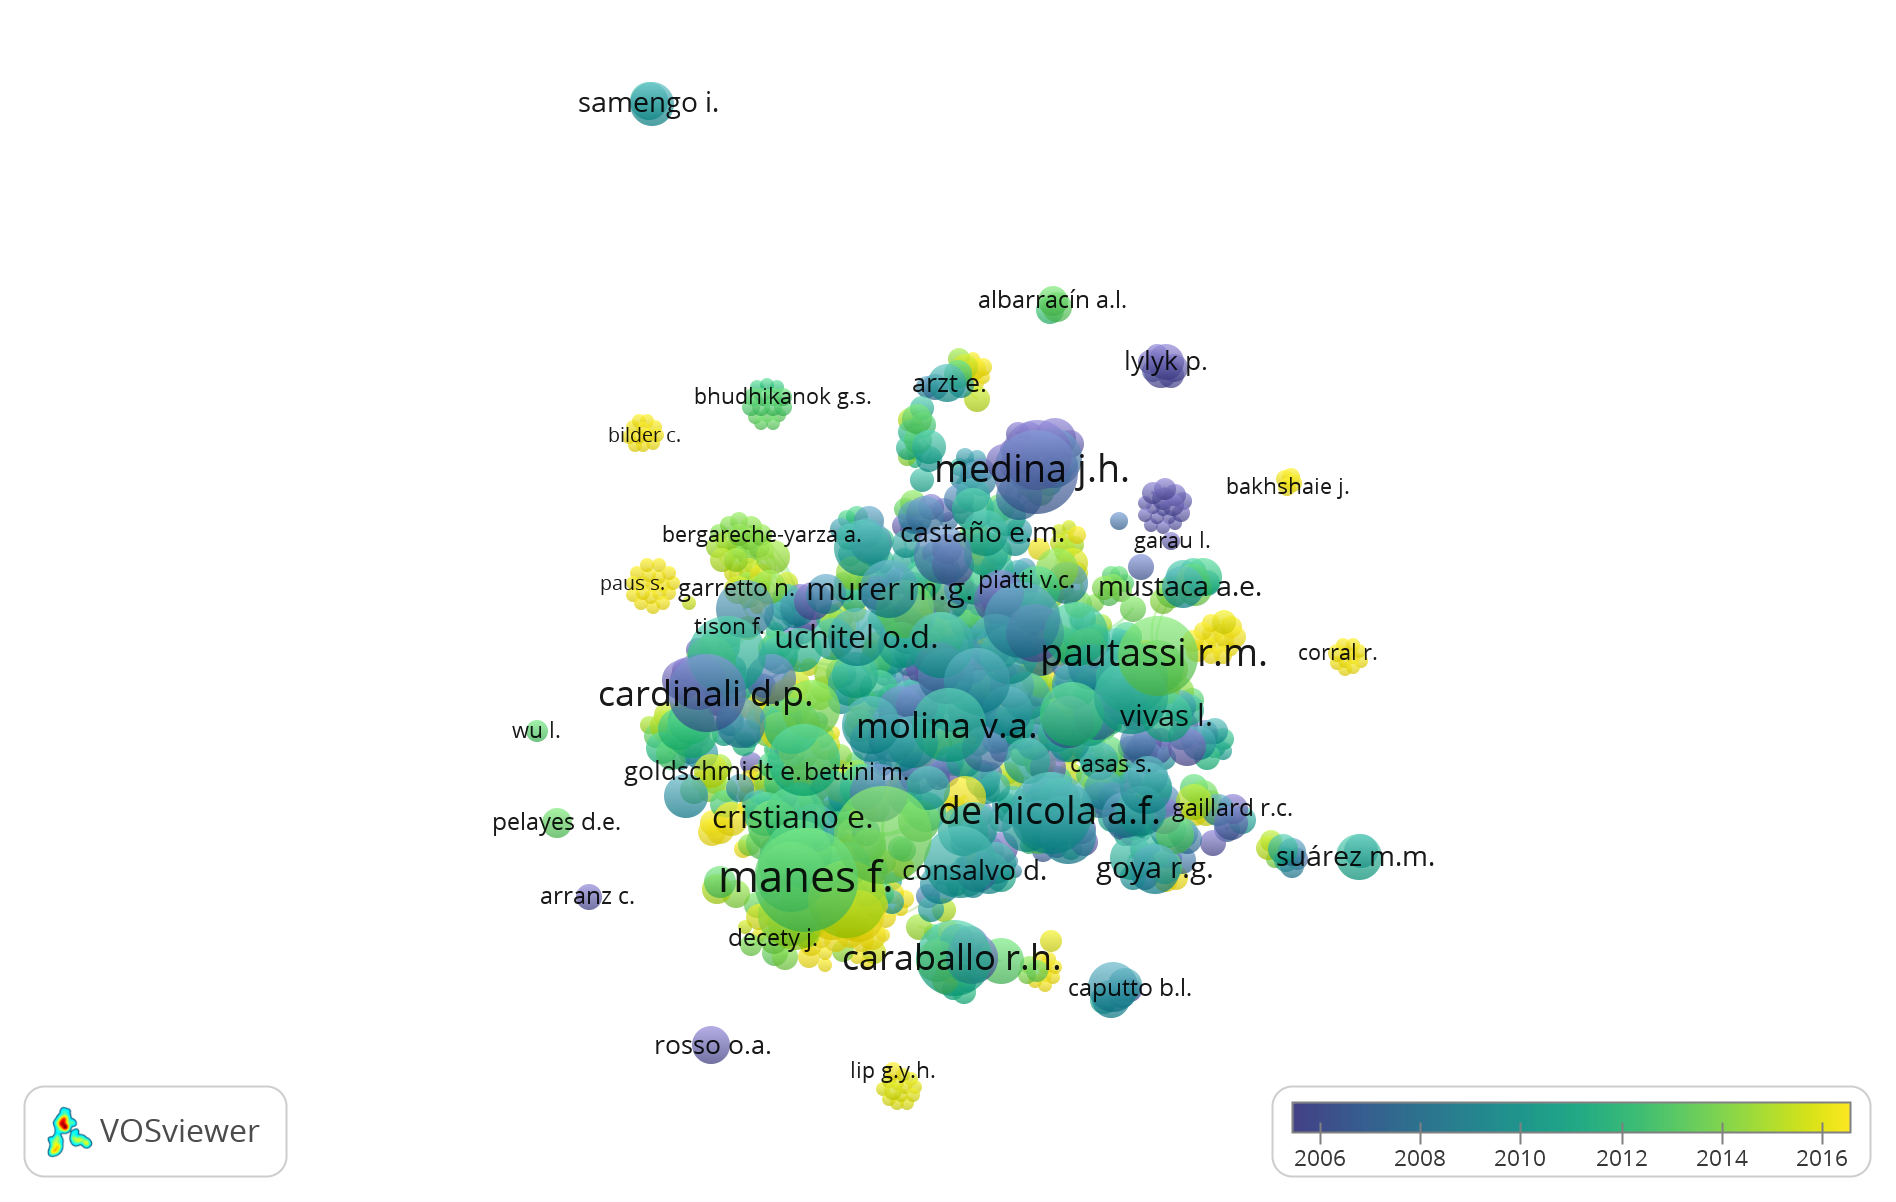 samengo i.
albarracín a.l.
lylyk p.
arzt e.
bhudhikanok g.s.
bilder c.
medina j.h.
bakhshaie j.
castaño e.m.
bergareche-yarza a.
garau l.
piatti v.c.
paus s.
garretto n.
murer m.g.
mustaca a.e.
tison f.
uchitel o.d.
pautassi r.m.
corral r.
cardinali d.p.
vivas l.
molina v.a.
wu l.
casas s.
goldschmidt e.
bettini m.
de nicola a.f.
gaillard r.c.
cristiano e.
pelayes d.e.
suárez m.m.
goya r.g.
consalvo d.
manes f.
arranz c.
decety j.
caraballo r.h.
caputto b.l.
rosso o.a.
lip g.y.h.
VOSviewer
2006 2008 2010 2012 2014 2016